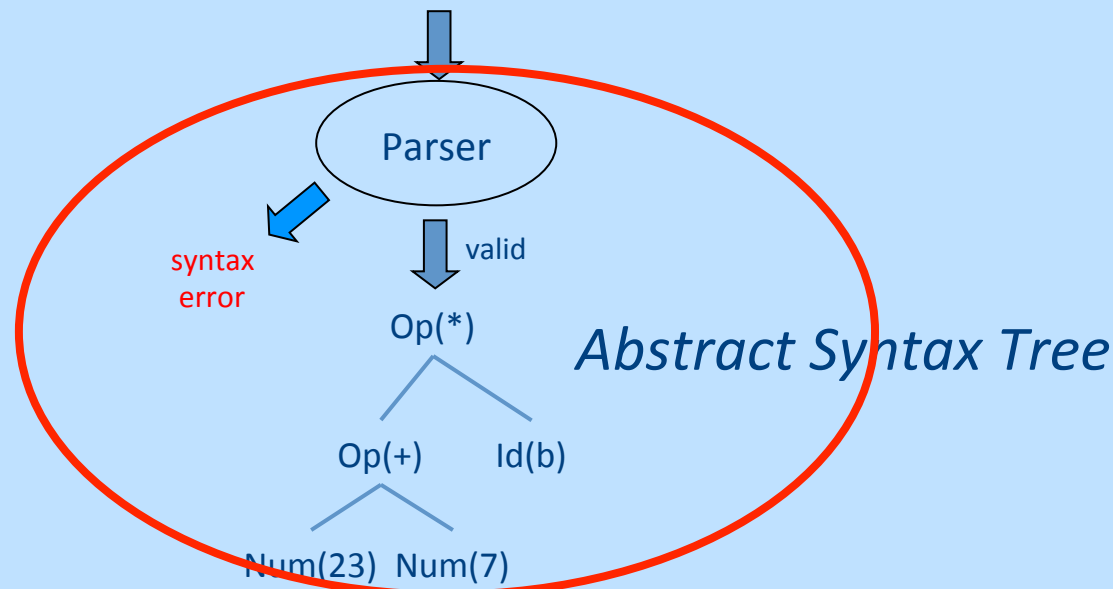 Parser
valid
syntax
error
Op(*)
Abstract Syntax Tree
Op(+) Id(b)
Num(23) Num(7)